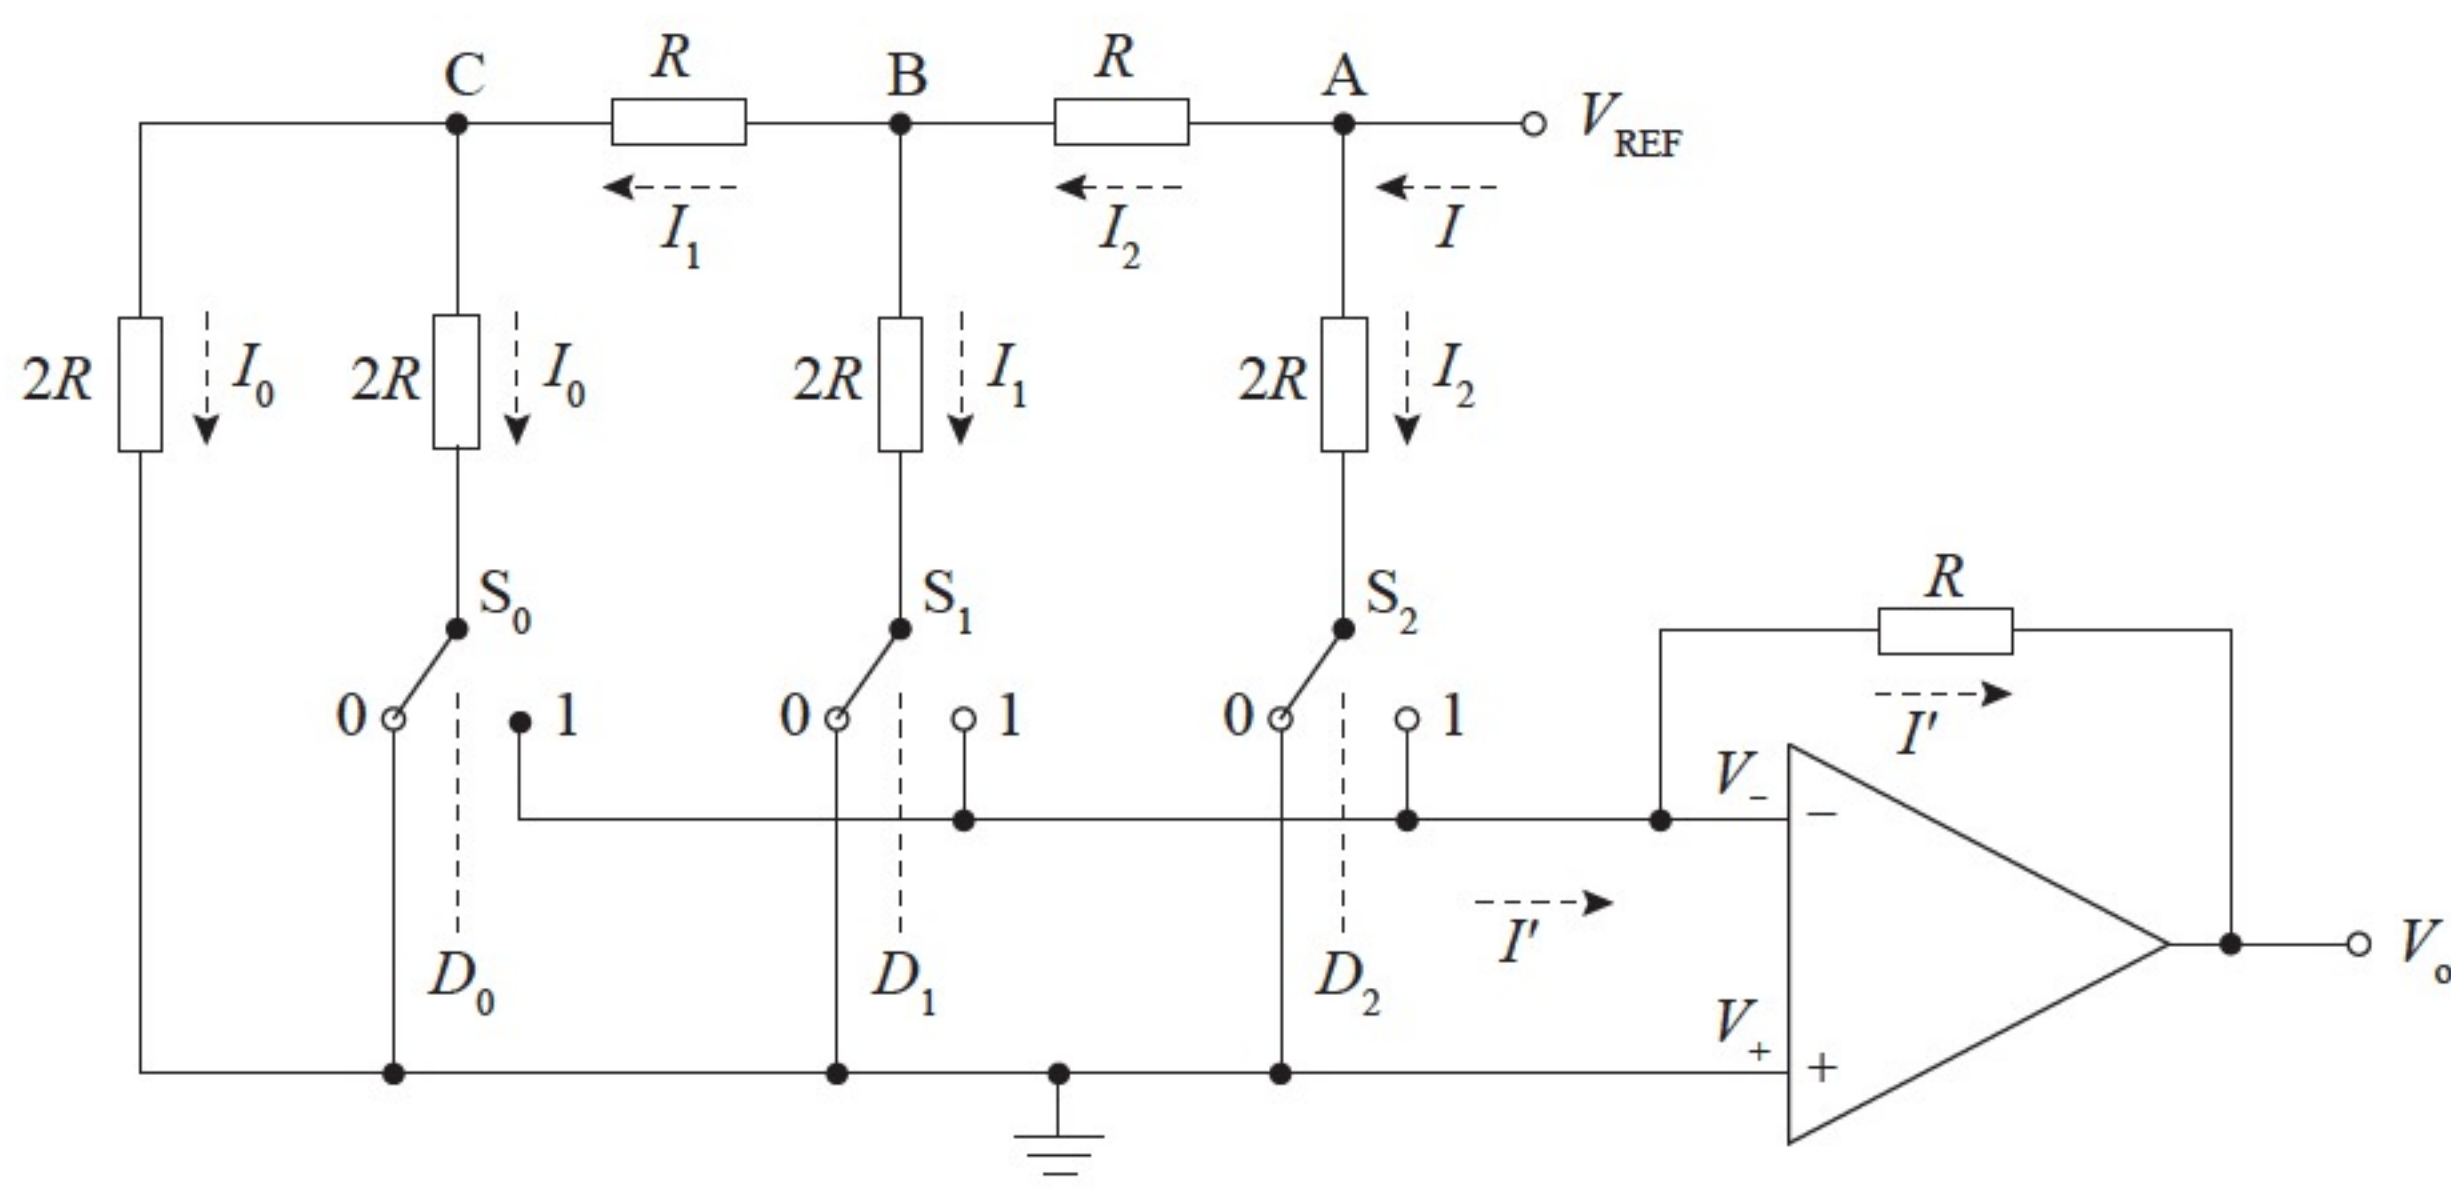 C R B R A V_REF
I_1 I_2 I
2R I_0 2R I_0 2R I_1 2R I_2
S_0 S_1 S_2 R
0 1 0 1 0 1 I′
V_− −
I′
D_0 D_1 D_2 V_o
V_+ +